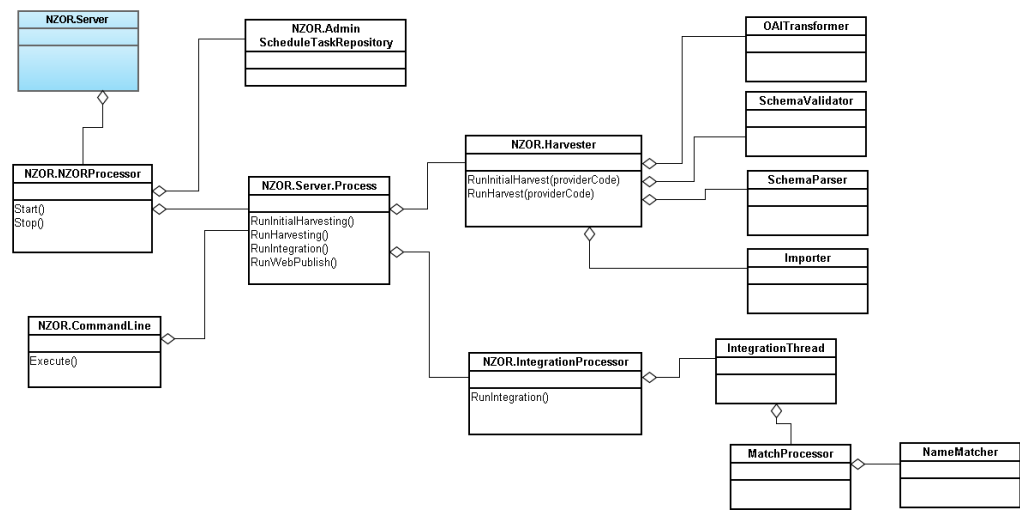 NZOR.Server
NZOR.Admin
ScheduleTaskRepository
OAITransformer
SchemaValidator
NZOR.Harvester
RunInitialHarvest(providerCode)
RunHarvest(providerCode)
NZOR.NZORProcessor
Start()
Stop()
NZOR.Server.Process
RunInitialHarvesting()
RunHarvesting()
RunIntegration()
RunWebPublish()
SchemaParser
Importer
NZOR.CommandLine
Execute()
NZOR.IntegrationProcessor
RunIntegration()
IntegrationThread
MatchProcessor
NameMatcher